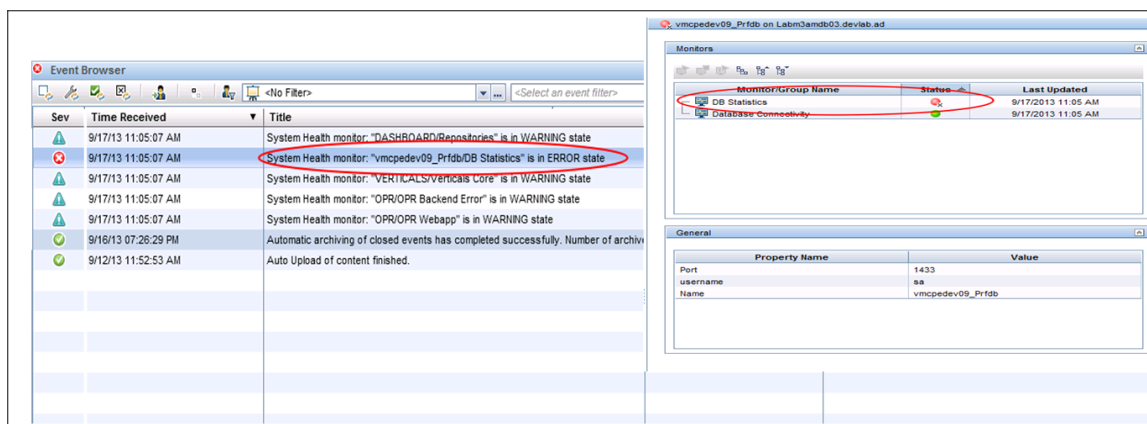 Event Browser
<No Filter>
<Select an event filter>
Sev Time Received Title
9/17/13 11:05:07 AM System Health monitor: "DASHBOARD/Repositories" is in WARNING state
9/17/13 11:05:07 AM System Health monitor: "vmcpedev09_Prfdb/DB Statistics" is in ERROR state
9/17/13 11:05:07 AM System Health monitor: "VERTICALS/Verticals Core" is in WARNING state
9/17/13 11:05:07 AM System Health monitor: "OPR/OPR Backend Error" is in WARNING state
9/17/13 11:05:07 AM System Health monitor: "OPR/OPR Webapp" is in WARNING state
9/16/13 07:26:29 PM Automatic archiving of closed events has completed successfully. Number of archive
9/12/13 11:52:53 AM Auto Upload of content finished.
vmcpedev09_Prfdb on Labm3amdb03.devlab.ad
Monitors
Monitor/Group Name Status Last Updated
DB Statistics 9/17/2013 11:05 AM
Database Connectivity 9/17/2013 11:05 AM
General
Property Name Value
Port 1433
username sa
Name vmcpedev09_Prfdb